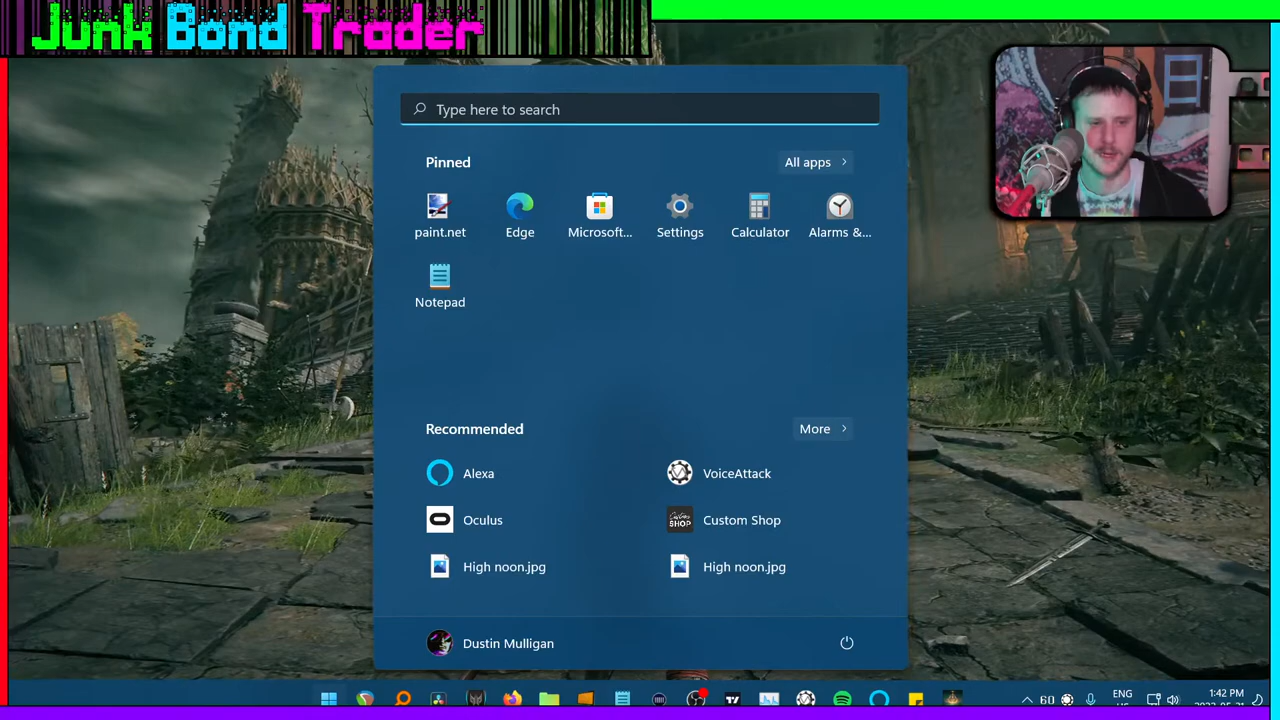 Junk Bond Trader
Type here to search
Pinned
All apps
paint.net
Edge
Microsoft...
Settings
Calculator
Alarms &...
Notepad
Recommended
More
Alexa
VoiceAttack
Oculus
Custom Shop
High noon.jpg
High noon.jpg
Dustin Mulligan
60
ENG
1:42 PM